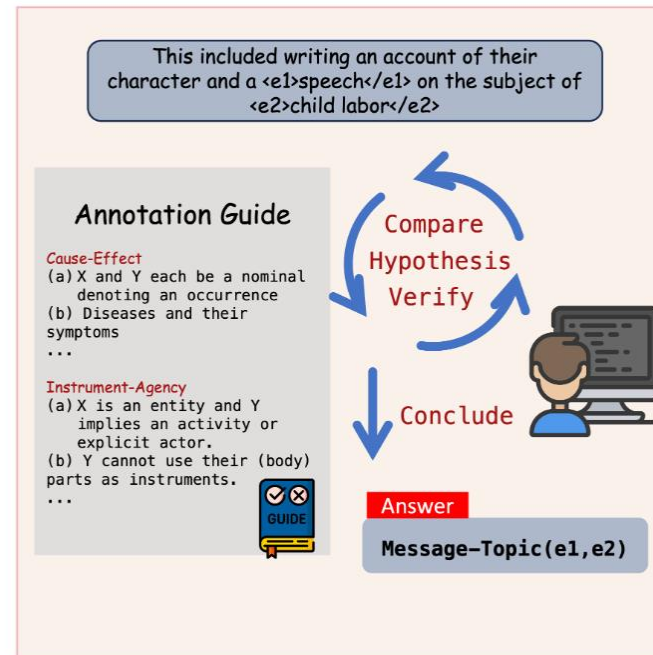 This included writing an account of their
character and a <e1>speech</e1> on the subject of
<e2>child labor</e2>
Annotation Guide
Cause-Effect
(a) X and Y each be a nominal
denoting an occurrence
(b) Diseases and their
symptoms
...
Instrument-Agency
(a) X is an entity and Y
implies an activity or
explicit actor.
(b) Y cannot use their (body)
parts as instruments.
...
GUIDE
Compare
Hypothesis
Verify
Conclude
Answer
Message-Topic(e1,e2)